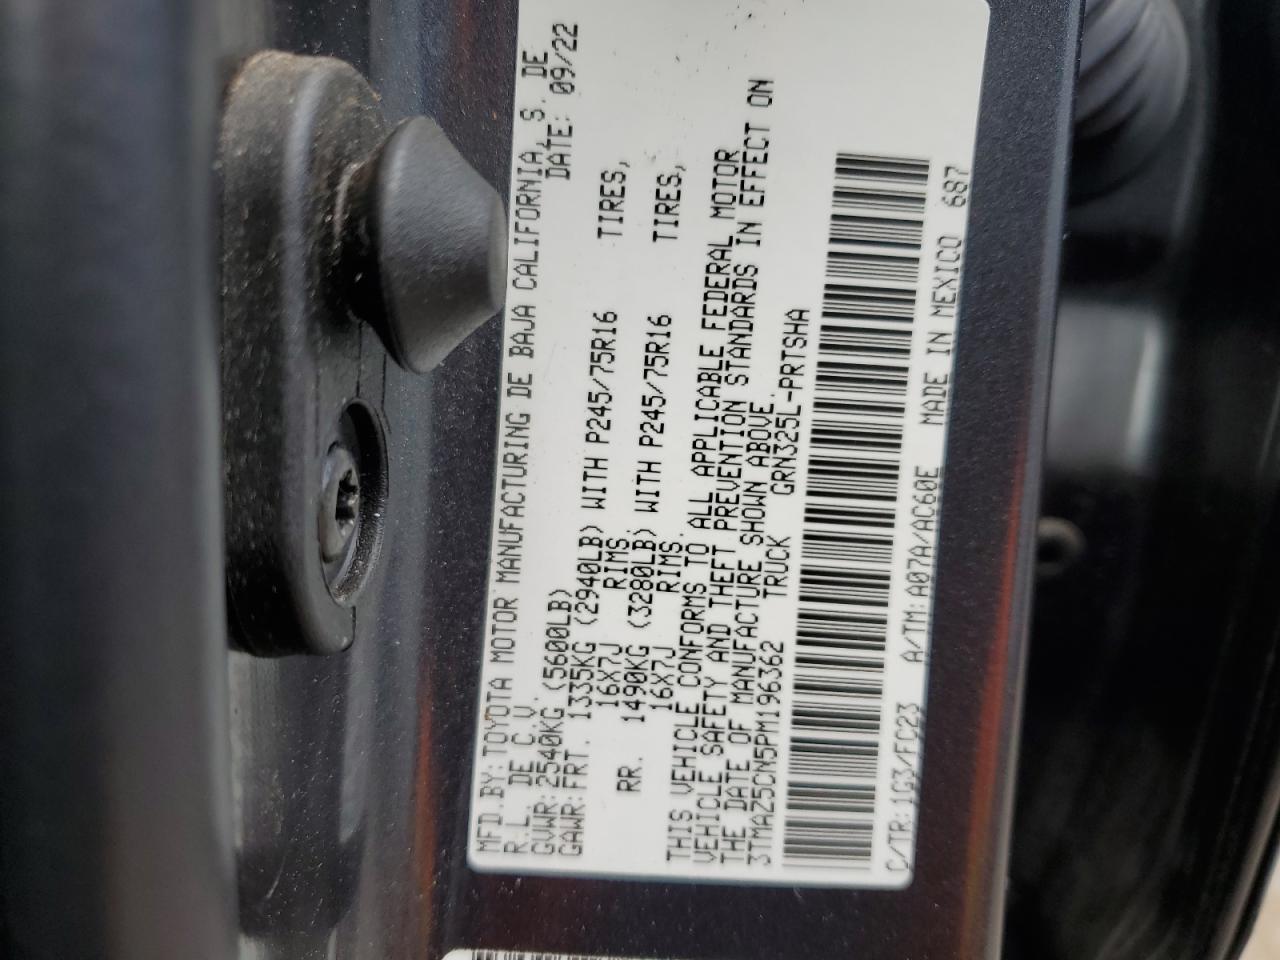 MFD.BY:TOYOTA MOTOR MANUFACTURING DE BAJA CALIFORNIA, S. DE
R.L. DE C.V. DATE: 09/22
GVWR:2540KG (5600LB)
GAWR:FRT. 1335KG (2940LB) WITH P245/75R16 TIRES,
16X7J RIMS.
RR. 1490KG (3280LB) WITH P245/75R16 TIRES,
16X7J RIMS.
THIS VEHICLE CONFORMS TO ALL APPLICABLE FEDERAL MOTOR
VEHICLE SAFETY AND THEFT PREVENTION STANDARDS IN EFFECT ON
THE DATE OF MANUFACTURE SHOWN ABOVE.
3TMAZ5CN5PM196362 TRUCK GRN325L-PRTSHA
C/TR:1G3/FC23 A/TM:A07A/AC60E MADE IN MEXICO 687